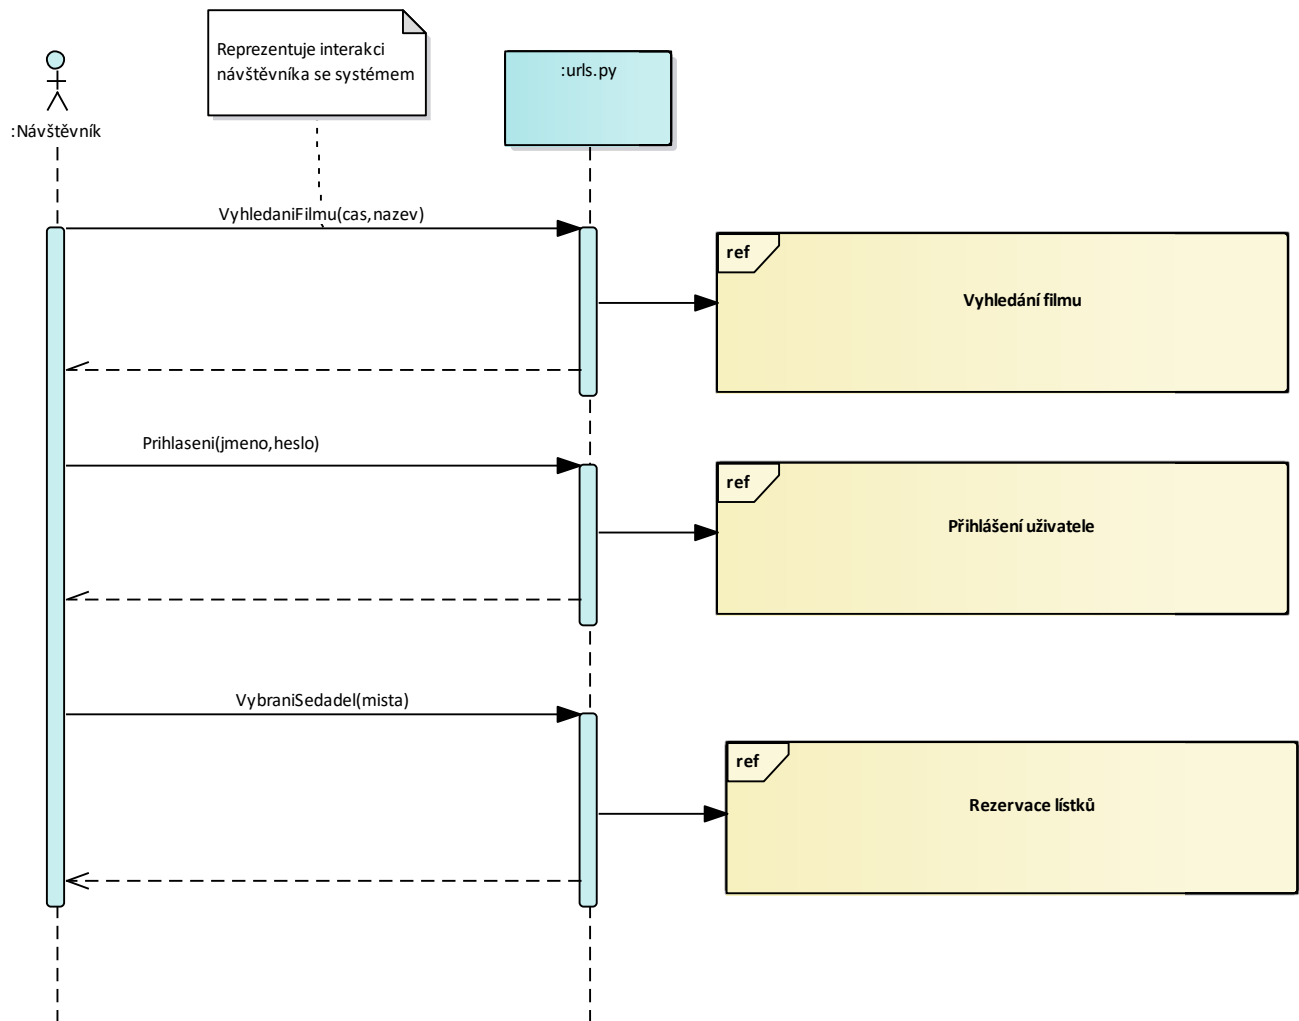 Reprezentuje interakci
návštěvníka se systémem
:urls.py
:Návštěvník
VyhledaniFilmu(cas,nazev)
ref
Vyhledání filmu
Prihlaseni(jmeno,heslo)
ref
Přihlášení uživatele
VybraniSedadel(mista)
ref
Rezervace lístků